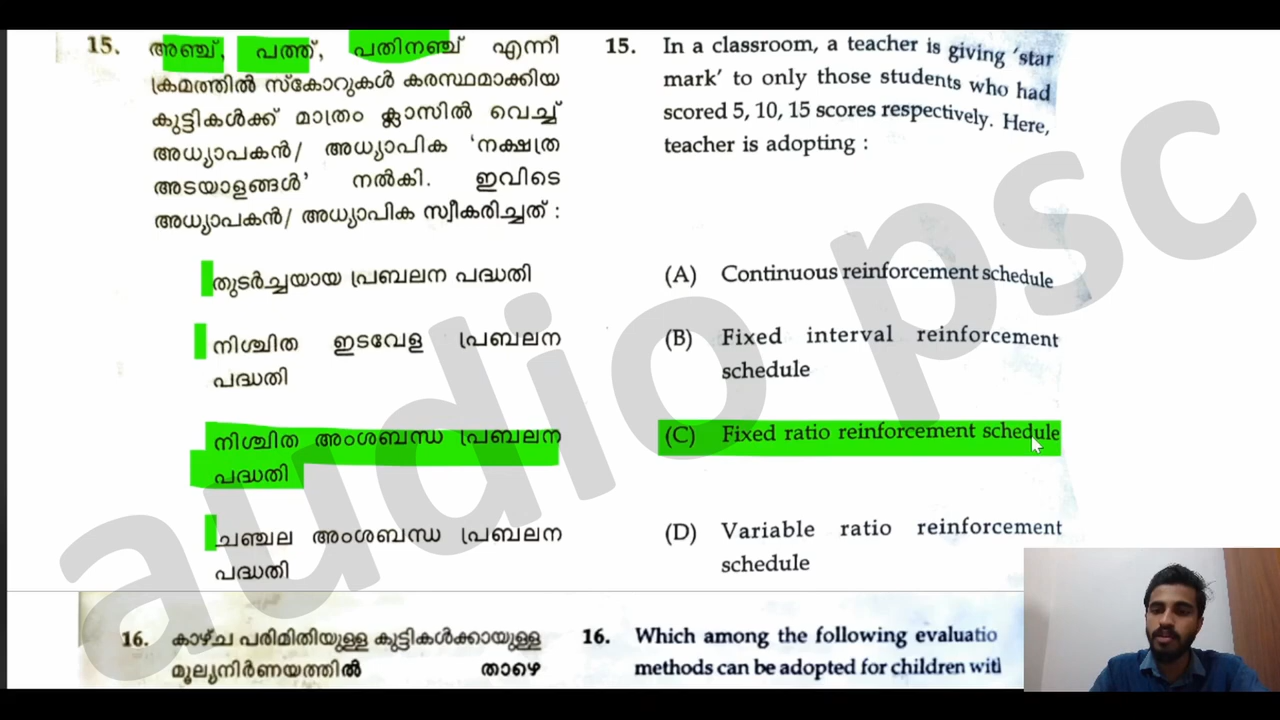 15. അഞ്ച്, പത്ത്, പതിനഞ്ച് എന്നീ
ക്രമത്തിൽ സ്കോറുകൾ കരസ്ഥമാക്കിയ
കുട്ടികൾക്ക് മാത്രം ക്ലാസിൽ വെച്ച്
അധ്യാപകൻ/ അധ്യാപിക 'നക്ഷത്ര
അടയാളങ്ങൾ' നൽകി. ഇവിടെ
അധ്യാപകൻ/ അധ്യാപിക സ്വീകരിച്ചത് :
തുടർച്ചയായ പ്രബലന പദ്ധതി
നിശ്ചിത ഇടവേള പ്രബലന
പദ്ധതി
നിശ്ചിത അംശബന്ധ പ്രബലന
പദ്ധതി
ചഞ്ചല അംശബന്ധ പ്രബലന
പദ്ധതി
15. In a classroom, a teacher is giving 'star
mark' to only those students who had
scored 5, 10, 15 scores respectively. Here,
teacher is adopting :
(A) Continuous reinforcement schedule
(B) Fixed interval reinforcement
schedule
(C) Fixed ratio reinforcement schedule
(D) Variable ratio reinforcement
schedule
16. കാഴ്ച പരിമിതിയുള്ള കുട്ടികൾക്കായുള്ള
മൂല്യനിർണയത്തിൽ താഴെ
16. Which among the following evaluatio
methods can be adopted for children with
audio psc